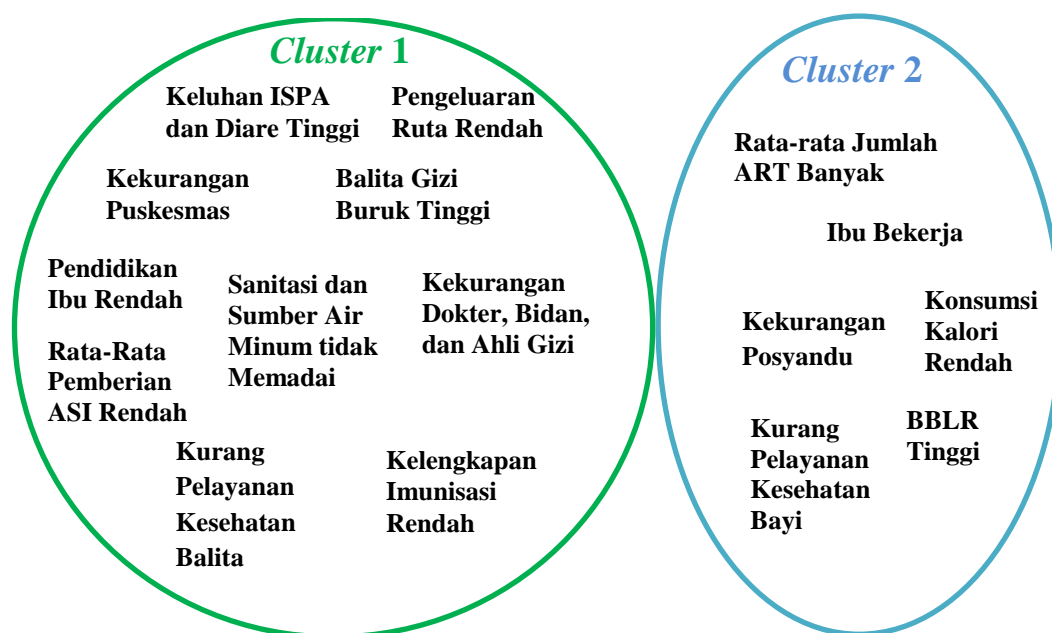 Cluster 1
Keluhan ISPA
dan Diare Tinggi
Pengeluaran
Ruta Rendah
Kekurangan
Puskesmas
Balita Gizi
Buruk Tinggi
Pendidikan
Ibu Rendah
Sanitasi dan
Sumber Air
Minum tidak
Memadai
Kekurangan
Dokter, Bidan,
dan Ahli Gizi
Rata-Rata
Pemberian
ASI Rendah
Kurang
Pelayanan
Kesehatan
Balita
Kelengkapan
Imunisasi
Rendah
Cluster 2
Rata-rata Jumlah
ART Banyak
Ibu Bekerja
Kekurangan
Posyandu
Konsumsi
Kalori
Rendah
Kurang
Pelayanan
Kesehatan
Bayi
BBLR
Tinggi